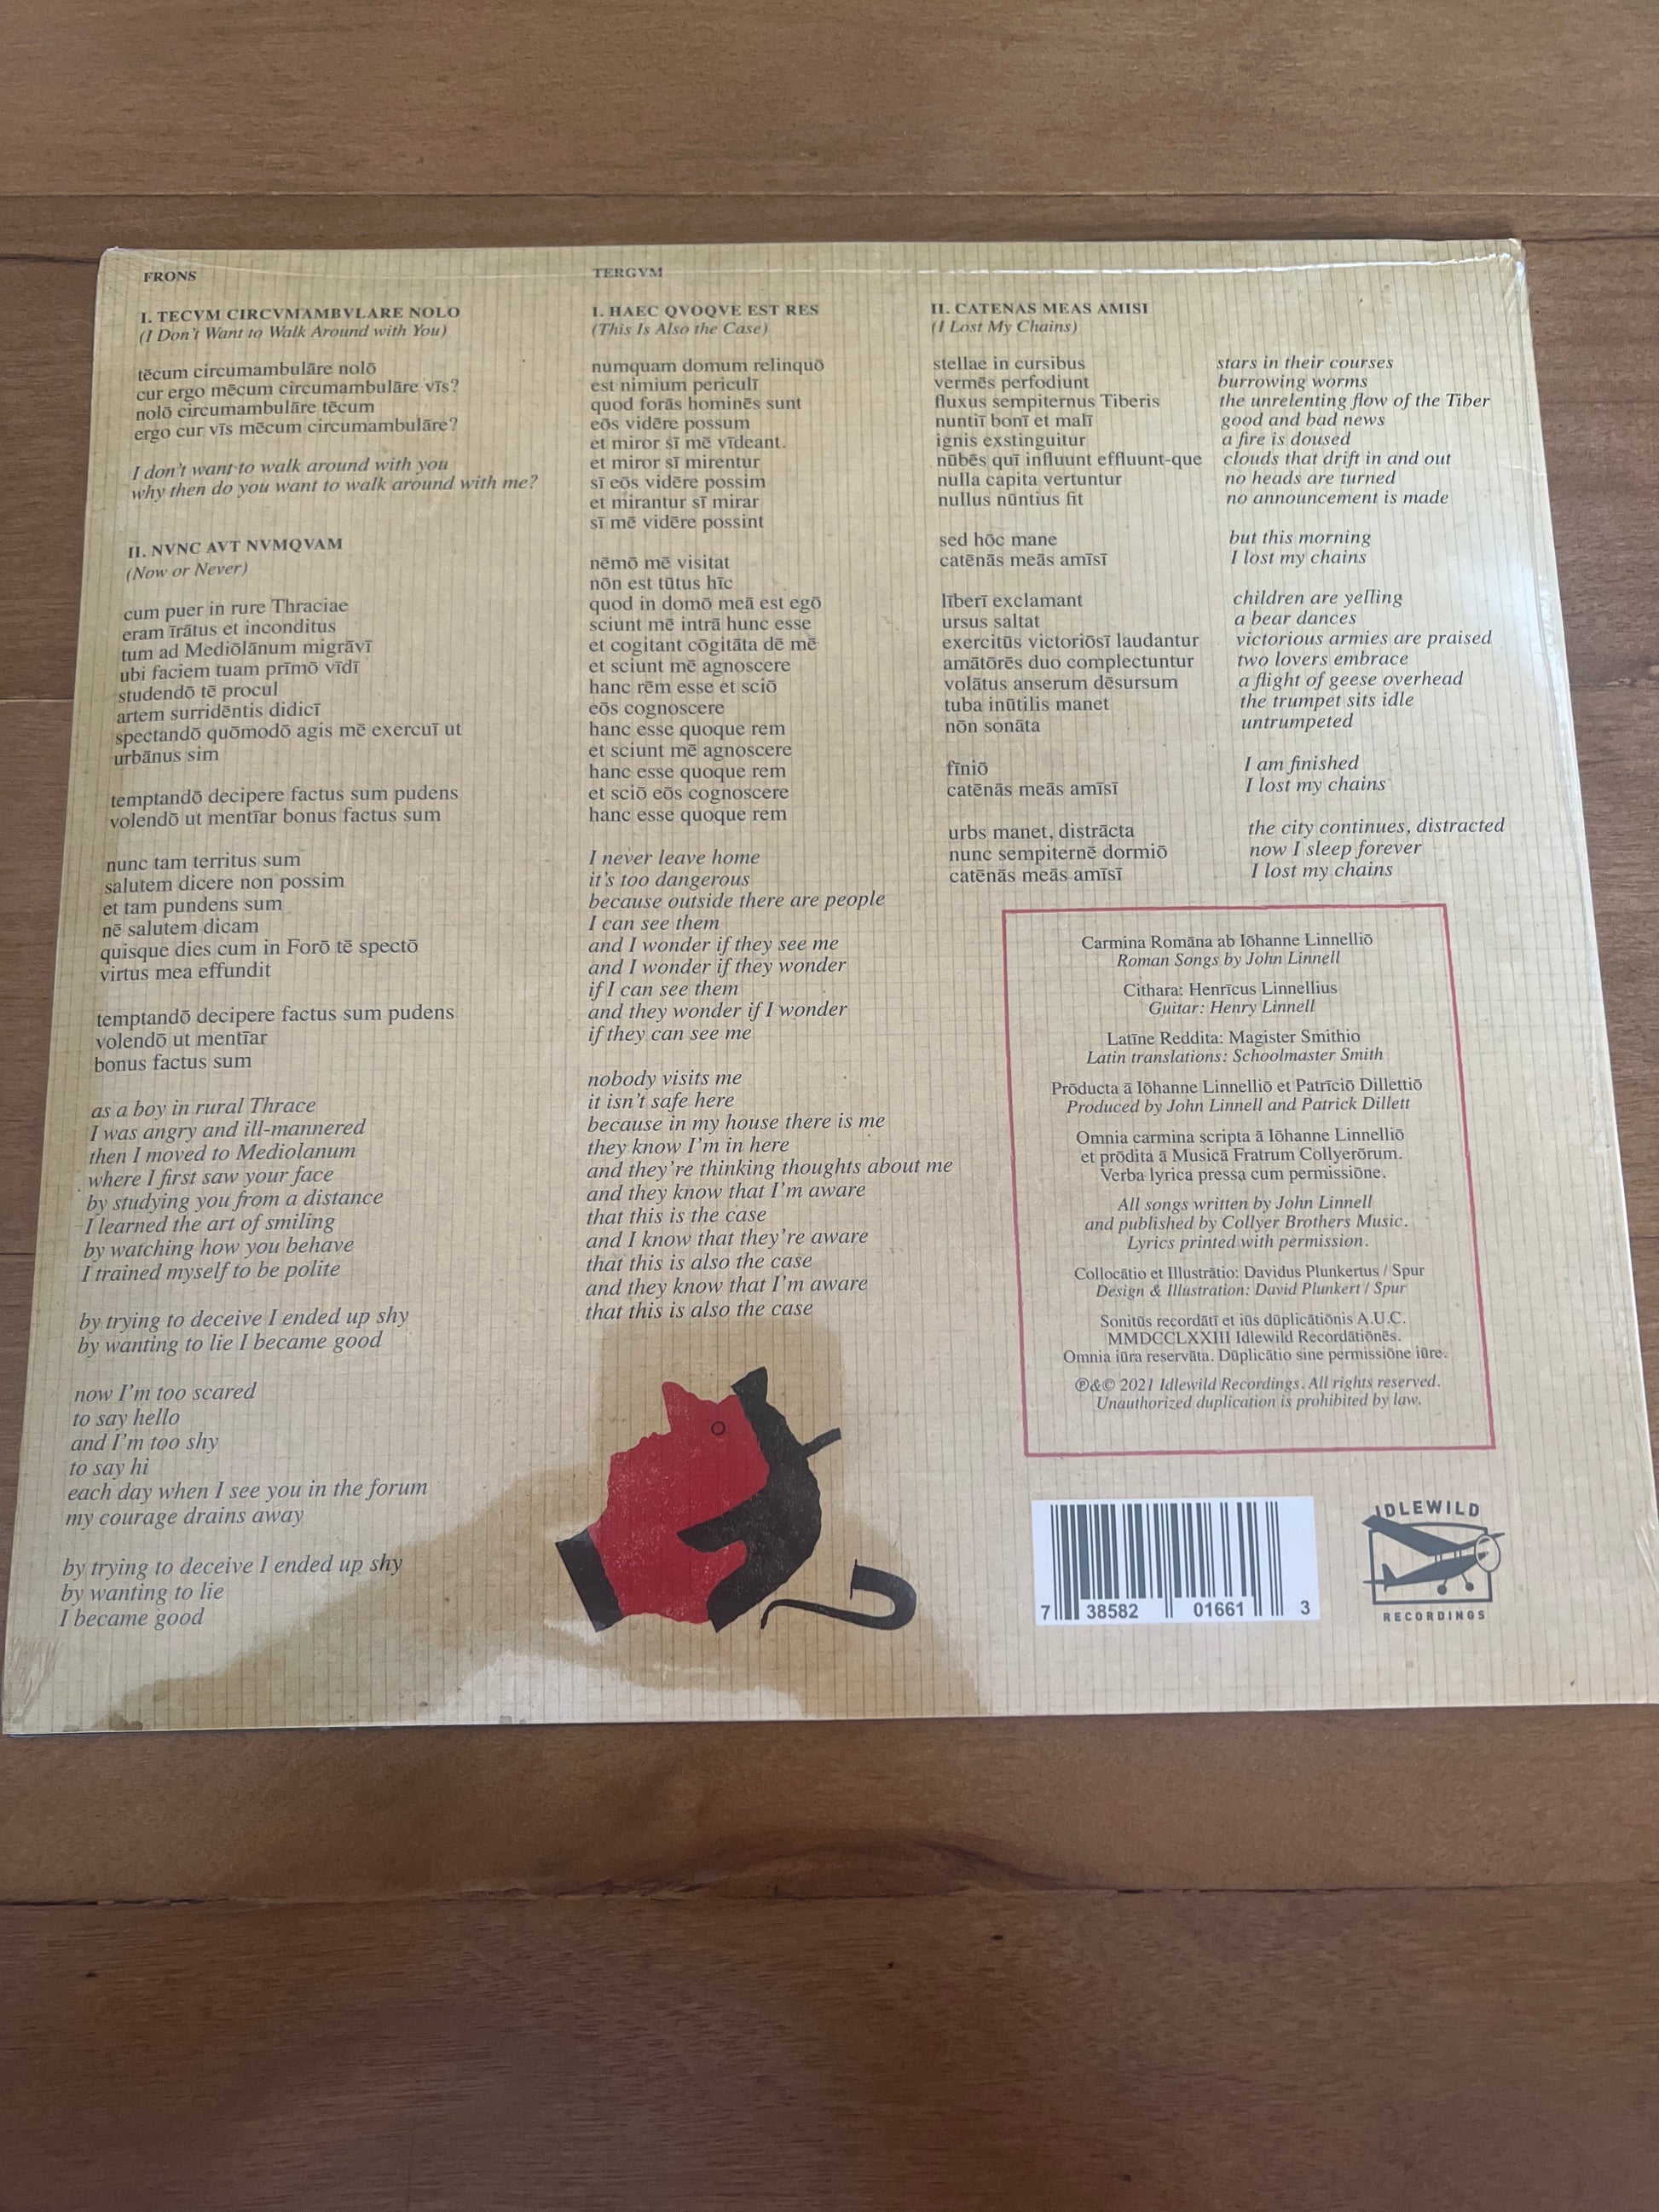 FRONS
I. TECVM CIRCVMAMBVLARE NOLO
(I Don't Want to Walk Around with You)
tēcum circumambulāre nolō
cur ergo mēcum circumambulāre vīs?
nolō circumambulāre tēcum
ergo cur vīs mēcum circumambulāre?
I don't want to walk around with you
why then do you want to walk around with me?
II. NVNC AVT NVMQVAM
(Now or Never)
cum puer in rure Thraciae
eram īrātus et inconditus
tum ad Mediōlānum migrāvī
ubi faciem tuam prīmō vīdī
studendō tē procul
artem surridēntis didicī
spectandō quōmodō agis mē exercuī ut
urbānus sim
temptandō decipere factus sum pudens
volendō ut mentīar bonus factus sum
nunc tam territus sum
salutem dicere non possim
et tam pundens sum
nē salutem dicam
quisque dies cum in Forō tē spectō
virtus mea effundit
temptandō decipere factus sum pudens
volendō ut mentīar
bonus factus sum
as a boy in rural Thrace
I was angry and ill-mannered
then I moved to Mediolanum
where I first saw your face
by studying you from a distance
I learned the art of smiling
by watching how you behave
I trained myself to be polite
by trying to deceive I ended up shy
by wanting to lie I became good
now I'm too scared
to say hello
and I'm too shy
to say hi
each day when I see you in the forum
my courage drains away
by trying to deceive I ended up shy
by wanting to lie
I became good
TERGVM
I. HAEC QVOQVE EST RES
(This Is Also the Case)
numquam domum relinquō
est nimium periculī
quod forās hominēs sunt
eōs vidēre possum
et miror sī mē vīdeant.
et miror sī mirentur
sī eōs vidēre possim
et mirantur sī mirar
sī mē vidēre possint
nēmō mē visitat
nōn est tūtus hīc
quod in domō meā est egō
sciunt mē intrā hunc esse
et cogitant cōgitāta dē mē
et sciunt mē agnoscere
hanc rēm esse et sciō
eōs cognoscere
hanc esse quoque rem
et sciunt mē agnoscere
hanc esse quoque rem
et sciō eōs cognoscere
hanc esse quoque rem
I never leave home
it's too dangerous
because outside there are people
I can see them
and I wonder if they see me
and I wonder if they wonder
if I can see them
and they wonder if I wonder
if they can see me
nobody visits me
it isn't safe here
because in my house there is me
they know I'm in here
and they're thinking thoughts about me
and they know that I'm aware
that this is the case
and I know that they're aware
that this is also the case
and they know that I'm aware
that this is also the case
II. CATENAS MEAS AMISI
(I Lost My Chains)
stellae in cursibus
vermēs perfodiunt
fluxus sempiternus Tiberis
nuntiī bonī et malī
ignis exstinguitur
nūbēs quī influunt effluunt-que
nulla capita vertuntur
nullus nūntius fit
sed hōc mane
catēnās meās amīsī
līberī exclamant
ursus saltat
exercitūs victoriōsī laudantur
amātōrēs duo complectuntur
volātus anserum dēsursum
tuba inūtilis manet
nōn sonāta
fīniō
catēnās meās amīsī
urbs manet, distrācta
nunc sempiternē dormiō
catēnās meās amīsī
stars in their courses
burrowing worms
the unrelenting flow of the Tiber
good and bad news
a fire is doused
clouds that drift in and out
no heads are turned
no announcement is made
but this morning
I lost my chains
children are yelling
a bear dances
victorious armies are praised
two lovers embrace
a flight of geese overhead
the trumpet sits idle
untrumpeted
I am finished
I lost my chains
the city continues, distracted
now I sleep forever
I lost my chains
Carmina Romāna ab Iōhanne Linnelliō
Roman Songs by John Linnell
Cithara: Henrīcus Linnellius
Guitar: Henry Linnell
Latīne Reddita: Magister Smithio
Latin translations: Schoolmaster Smith
Prōducta ā Iōhanne Linnelliō et Patrīciō Dillettiō
Produced by John Linnell and Patrick Dillett
Omnia carmina scripta ā Iōhanne Linnelliō
et prōdita ā Musicā Fratrum Collyerōrum.
Verba lyrica pressa cum permissiōne.
All songs written by John Linnell
and published by Collyer Brothers Music.
Lyrics printed with permission.
Collocātio et Illustrātio: Davidus Plunkertus / Spur
Design & Illustration: David Plunkert / Spur
Sonitūs recordātī et iūs dūplicātiōnis A.U.C.
MMDCCLXXIII Idlewild Recordātiōnēs.
Omnia iūra reservāta. Dūplicātio sine permissiōne iūre.
℗&© 2021 Idlewild Recordings. All rights reserved.
Unauthorized duplication is prohibited by law.
7 38582 01661 3
IDLEWILD
RECORDINGS